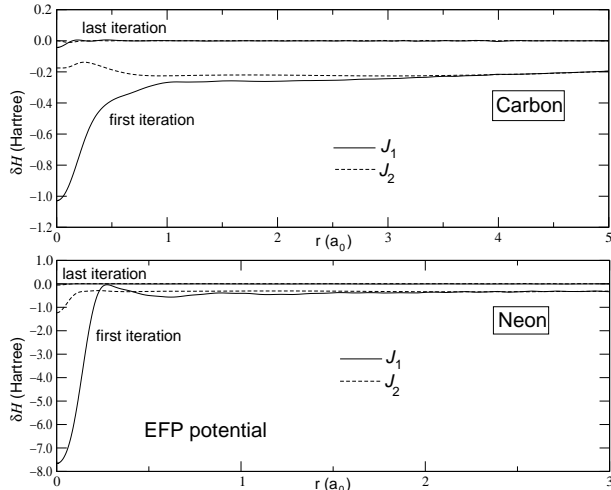 0.2
last iteration
0.0
-0.2
-0.4
-0.6
-0.8
-1.0
-1.2
δH (Hartree)
first iteration
Carbon
J1
J2
0 1 2 3 4 5
r (a0)
1.0
last iteration
0.0
-1.0
-2.0
-3.0
-4.0
-5.0
-6.0
-7.0
-8.0
δH (Hartree)
first iteration
Neon
J1
J2
EFP potential
0 1 2 3
r (a0)